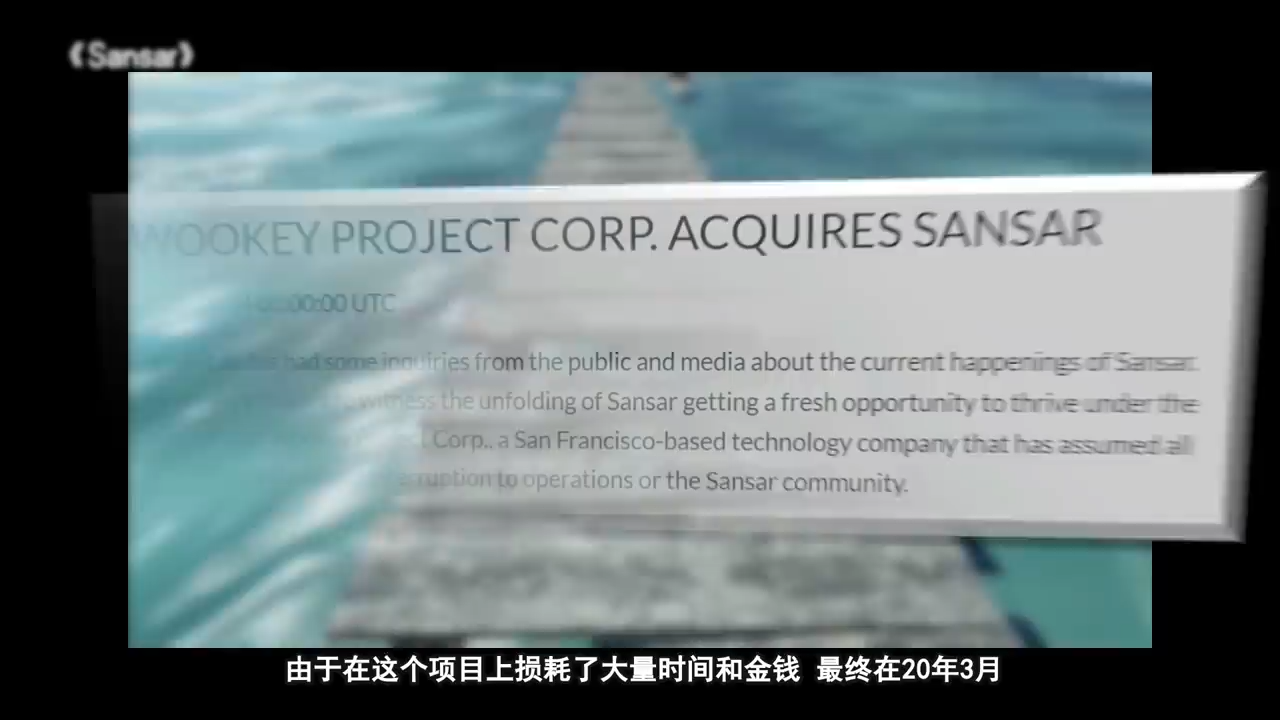 《Sansar》
WOOKEY PROJECT CORP. ACQUIRES SANSAR
00:00 UTC
had some inquiries from the public and media about the current happenings of Sansar.
witness the unfolding of Sansar getting a fresh opportunity to thrive under the
Corp., a San Francisco-based technology company that has assumed all
to operations or the Sansar community.
由于在这个项目上损耗了大量时间和金钱 最终在20年3月